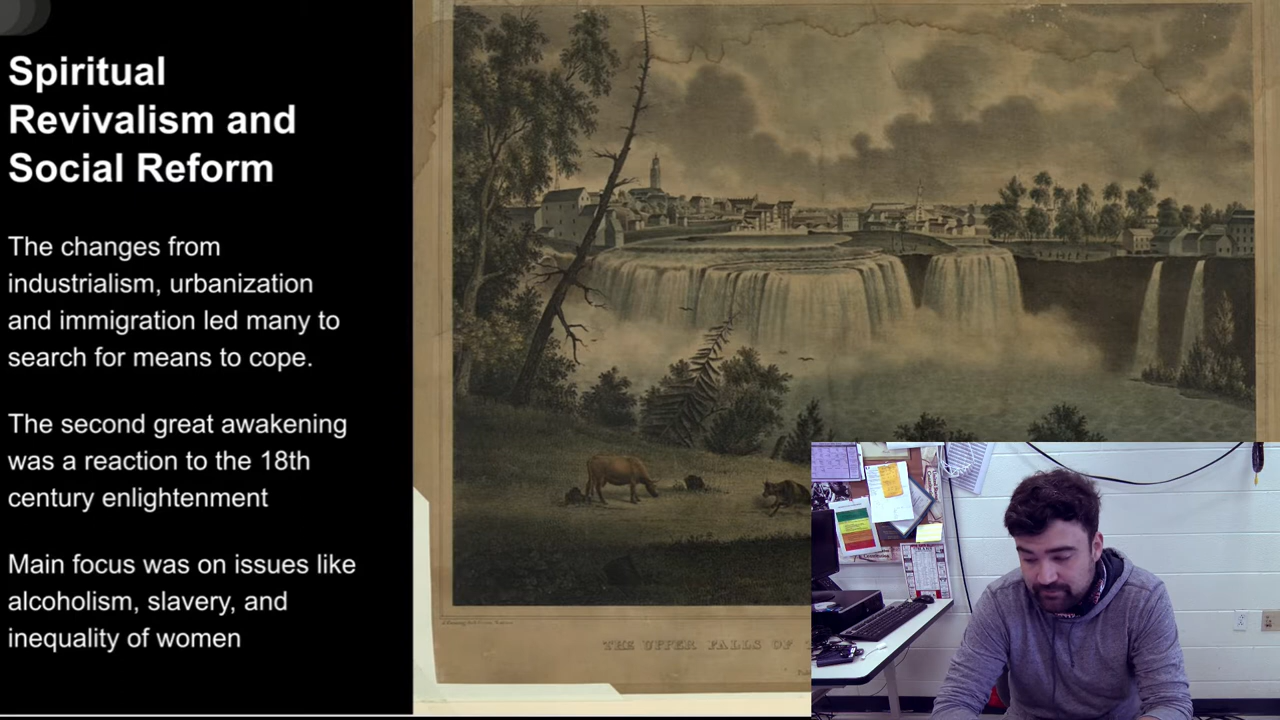 Spiritual
Revivalism and
Social Reform
The changes from
industrialism, urbanization
and immigration led many to
search for means to cope.
The second great awakening
was a reaction to the 18th
century enlightenment
Main focus was on issues like
alcoholism, slavery, and
inequality of women
THE UPPER FALLS OF